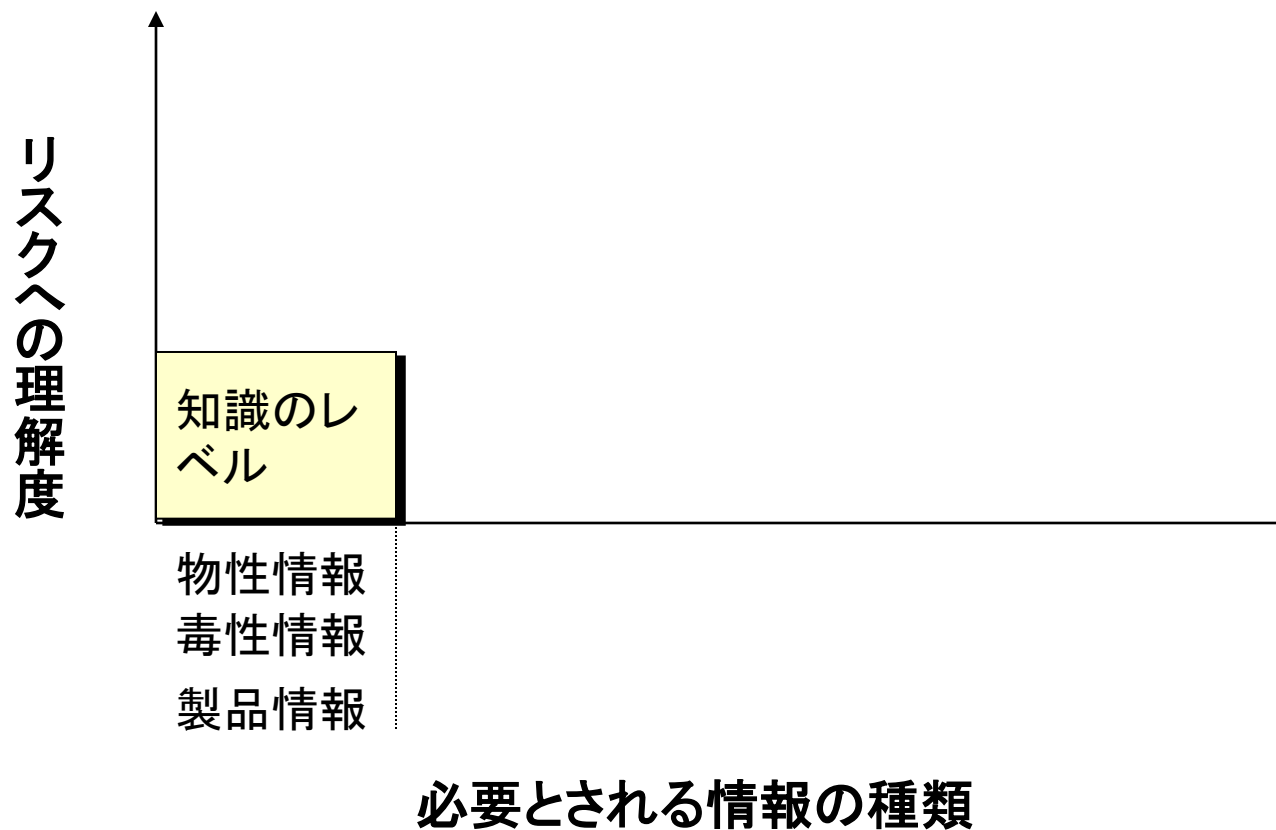 リスクへの理解度
知識のレ
ベル
物性情報
毒性情報
製品情報
必要とされる情報の種類